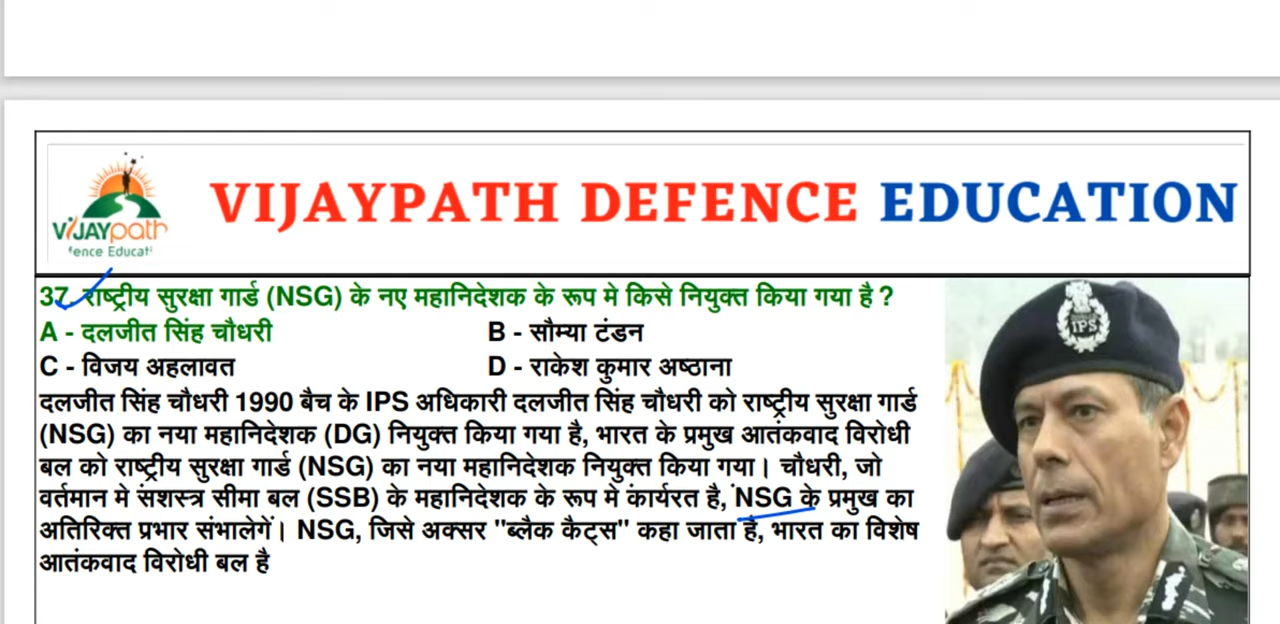 VIJAYPATH DEFENCE EDUCATION
VIJAYpath
fence Educati
37. राष्ट्रीय सुरक्षा गार्ड (NSG) के नए महानिदेशक के रूप मे किसे नियुक्त किया गया है ?
A - दलजीत सिंह चौधरी B - सौम्या टंडन
C - विजय अहलावत D - राकेश कुमार अष्ठाना
दलजीत सिंह चौधरी 1990 बैच के IPS अधिकारी दलजीत सिंह चौधरी को राष्ट्रीय सुरक्षा गार्ड
(NSG) का नया महानिदेशक (DG) नियुक्त किया गया है, भारत के प्रमुख आतंकवाद विरोधी
बल को राष्ट्रीय सुरक्षा गार्ड (NSG) का नया महानिदेशक नियुक्त किया गया। चौधरी, जो
वर्तमान मे संशस्त्र सीमा बल (SSB) के महानिदेशक के रूप में कार्यरत है, NSG के प्रमुख का
अतिरिक्त प्रभार संभालेगें। NSG, जिसे अक्सर "ब्लैक कैट्स" कहा जाता है, भारत का विशेष
आतंकवाद विरोधी बल है
IPS